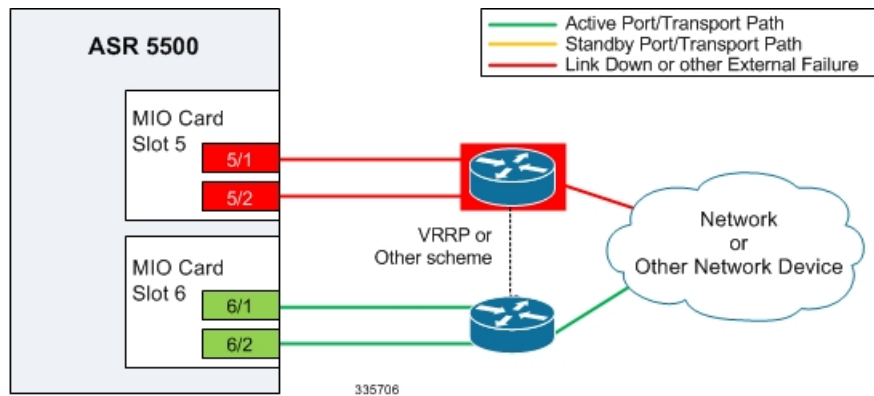 ASR 5500
Active Port/Transport Path
Standby Port/Transport Path
Link Down or other External Failure
MIO Card
Slot 5
5/1
5/2
VRRP or
Other scheme
Network
or
Other Network Device
MIO Card
Slot 6
6/1
6/2
335706